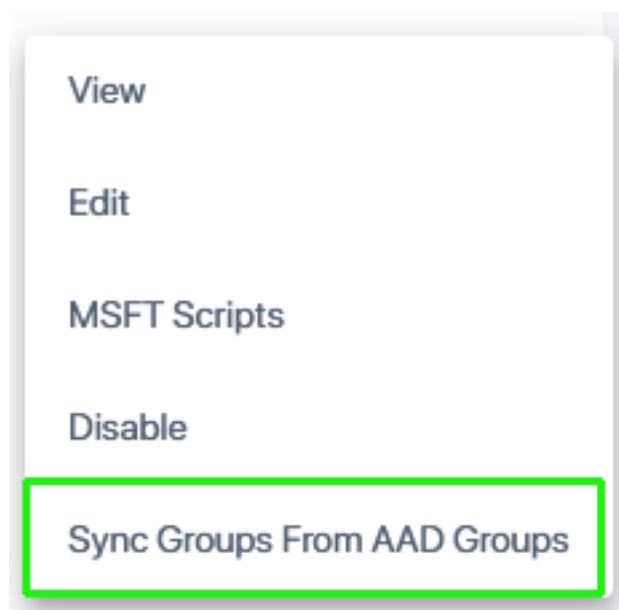 View
Edit
MSFT Scripts
Disable
Sync Groups From AAD Groups